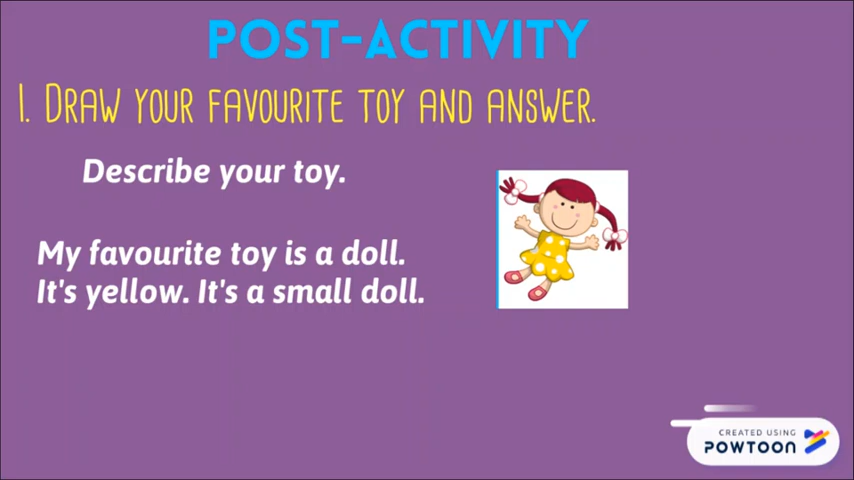 POST-ACTIVITY
1. DRAW YOUR FAVOURITE TOY AND ANSWER.
Describe your toy.
My favourite toy is a doll.
It's yellow. It's a small doll.
CREATED USING
POWTOON